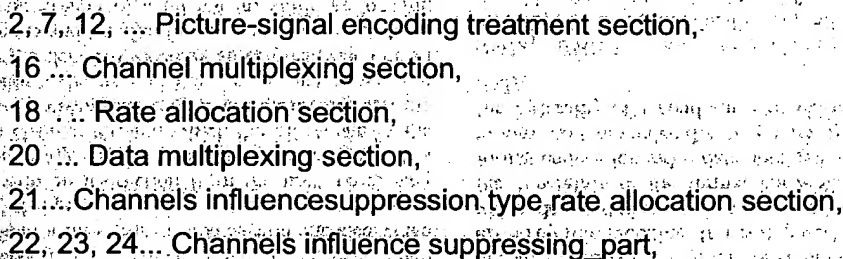 2, 7, 12, ... Picture-signal encoding treatment section,
16 ... Channel multiplexing section,
18 ... Rate allocation section,
20 ... Data multiplexing section,
21... Channels influencesuppression type rate allocation section,
22, 23, 24... Channels influence suppressing part,